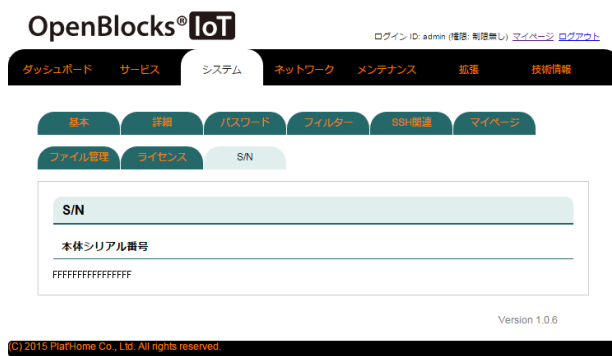 OpenBlocks® IoT
ログイン ID: admin (権限: 制限無し) マイページ ログアウト
ダッシュボード サービス システム ネットワーク メンテナンス 拡張 技術情報
基本 詳細 パスワード フィルター SSH関連 マイページ
ファイル管理 ライセンス S/N
S/N
本体シリアル番号
FFFFFFFFFFFFFFFF
Version 1.0.6
(C) 2015 Plat'Home Co., Ltd. All rights reserved.